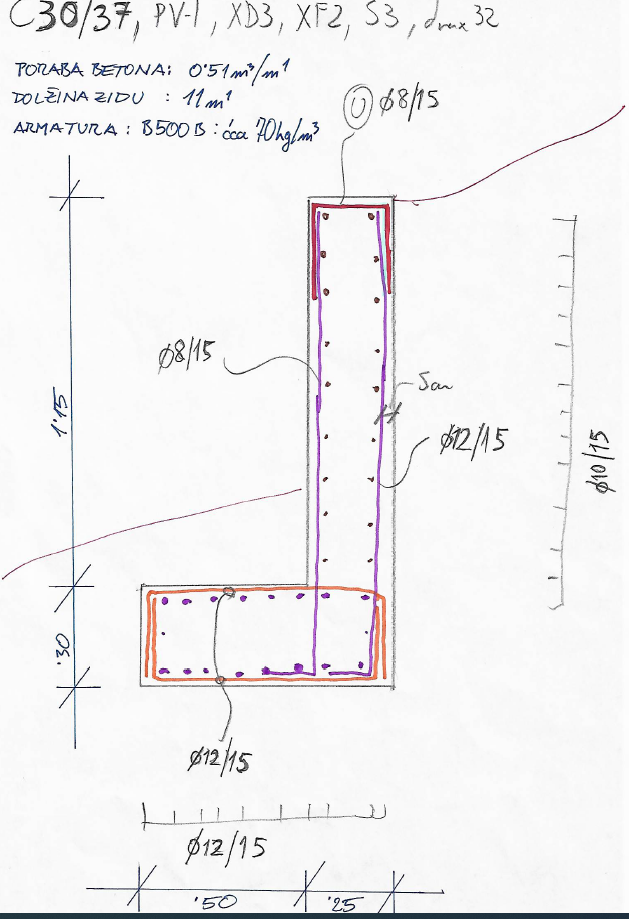 C30/37, PV-I, XD3, XF2, S3, dmax 32
PORABA BETONA: 0'51 m³/m¹
DOLŽINA ZIDU : 11 m¹
ARMATURA : B500B : ćca 70 kg/m³
Ø8/15
Ø8/15
1'15
5cm
Ø12/15
Ø10/15
'30
Ø12/15
Ø12/15
'50
'25